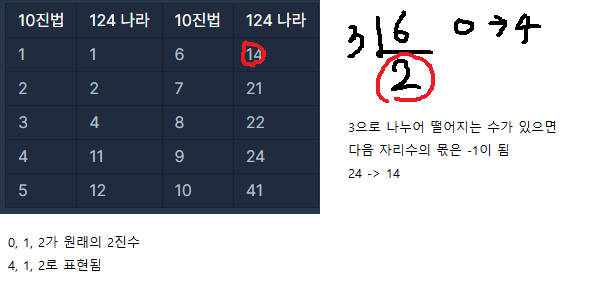 10진법 124 나라 10진법 124 나라
1 1 6 14
2 2 7 21
3 4 8 22
4 11 9 24
5 12 10 41
3 6 0 → 4
2
3으로 나누어 떨어지는 수가 있으면
다음 자리수의 몫은 -1이 됨
24 -> 14
0, 1, 2가 원래의 2진수
4, 1, 2로 표현됨